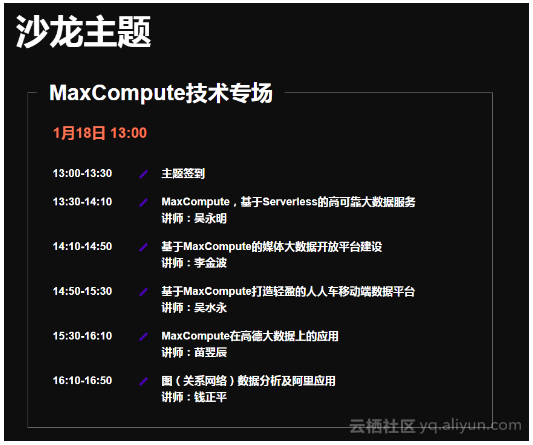 沙龙主题
MaxCompute技术专场
1月18日 13:00
13:00-13:30 主题签到
13:30-14:10 MaxCompute，基于Serverless的高可靠大数据服务
讲师：吴永明
14:10-14:50 基于MaxCompute的媒体大数据开放平台建设
讲师：李金波
14:50-15:30 基于MaxCompute打造轻盈的人人车移动端数据平台
讲师：吴水永
15:30-16:10 MaxCompute在高德大数据上的应用
讲师：苗翌辰
16:10-16:50 图（关系网络）数据分析及阿里应用
讲师：钱正平
云栖社区 yq.aliyun.com